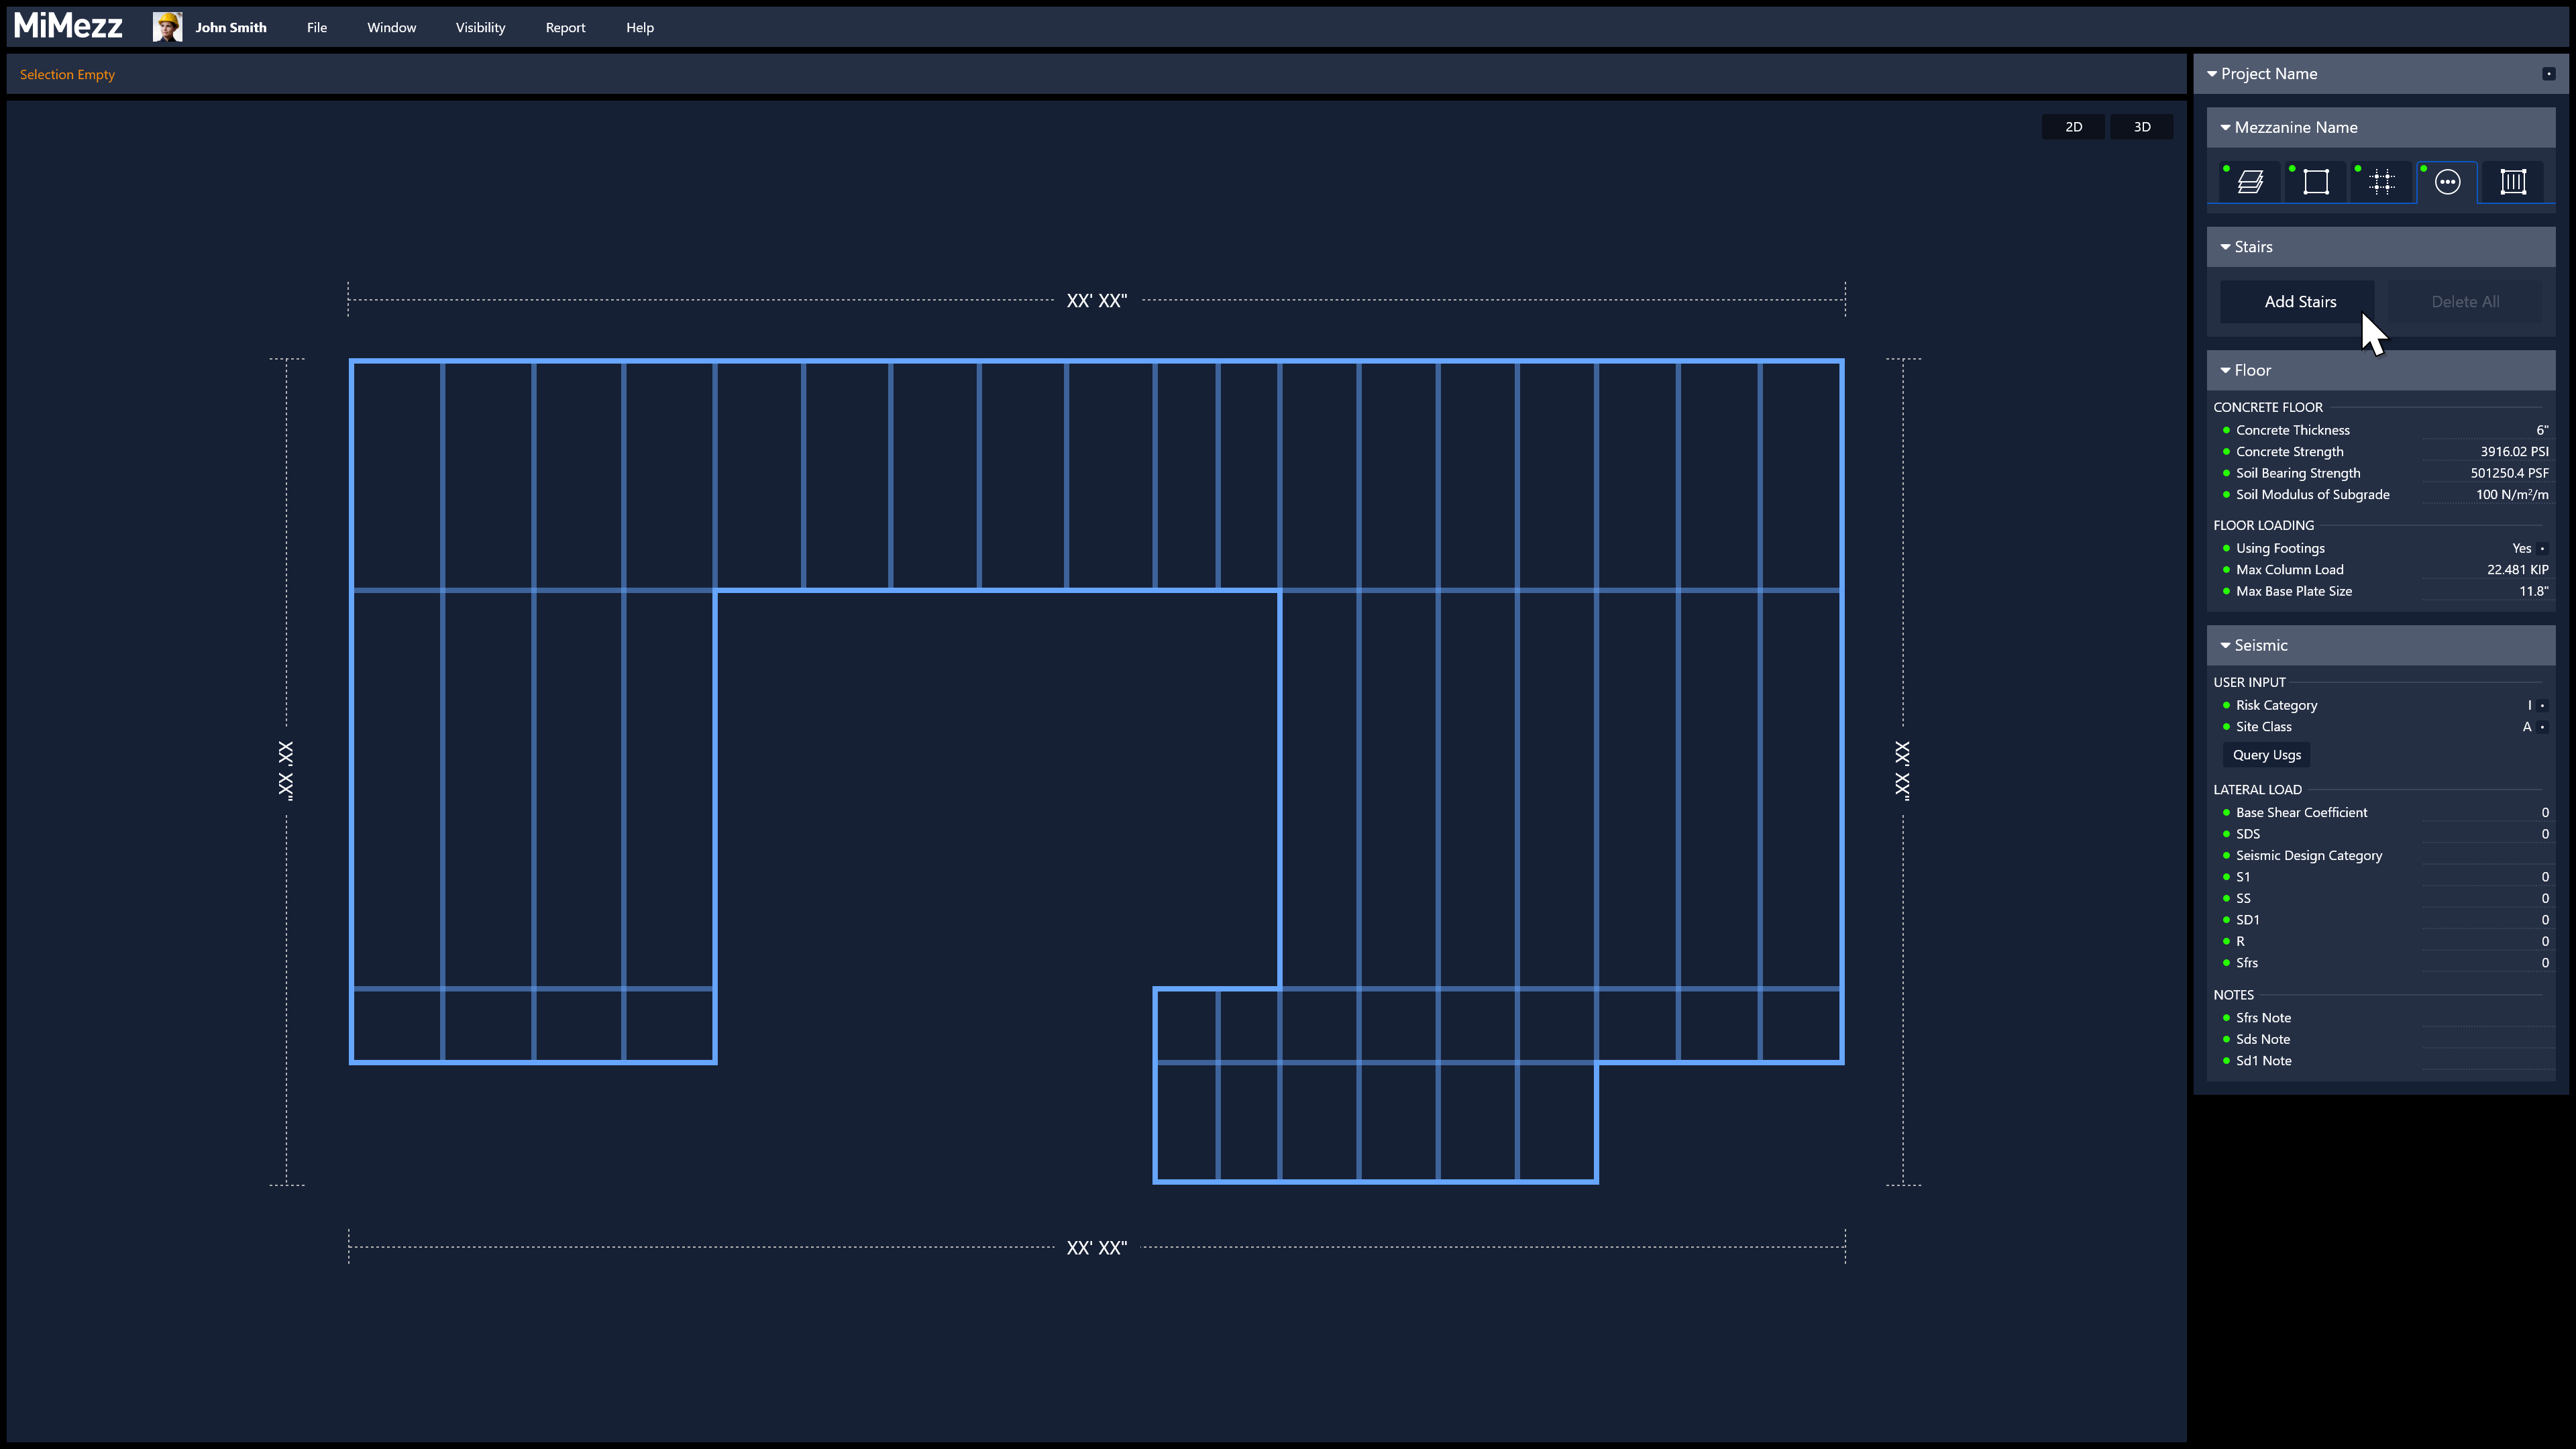 MiMezz
John Smith
File
Window
Visibility
Report
Help
Selection Empty
2D
3D
XX' XX"
XX' XX"
XX' XX"
XX' XX"
Project Name
Mezzanine Name
Stairs
Add Stairs
Delete All
Floor
CONCRETE FLOOR
Concrete Thickness 6"
Concrete Strength 3916.02 PSI
Soil Bearing Strength 501250.4 PSF
Soil Modulus of Subgrade 100 N/m²/m
FLOOR LOADING
Using Footings Yes
Max Column Load 22.481 KIP
Max Base Plate Size 11.8"
Seismic
USER INPUT
Risk Category I
Site Class A
Query Usgs
LATERAL LOAD
Base Shear Coefficient 0
SDS 0
Seismic Design Category
S1 0
SS 0
SD1 0
R 0
Sfrs 0
NOTES
Sfrs Note
Sds Note
Sd1 Note